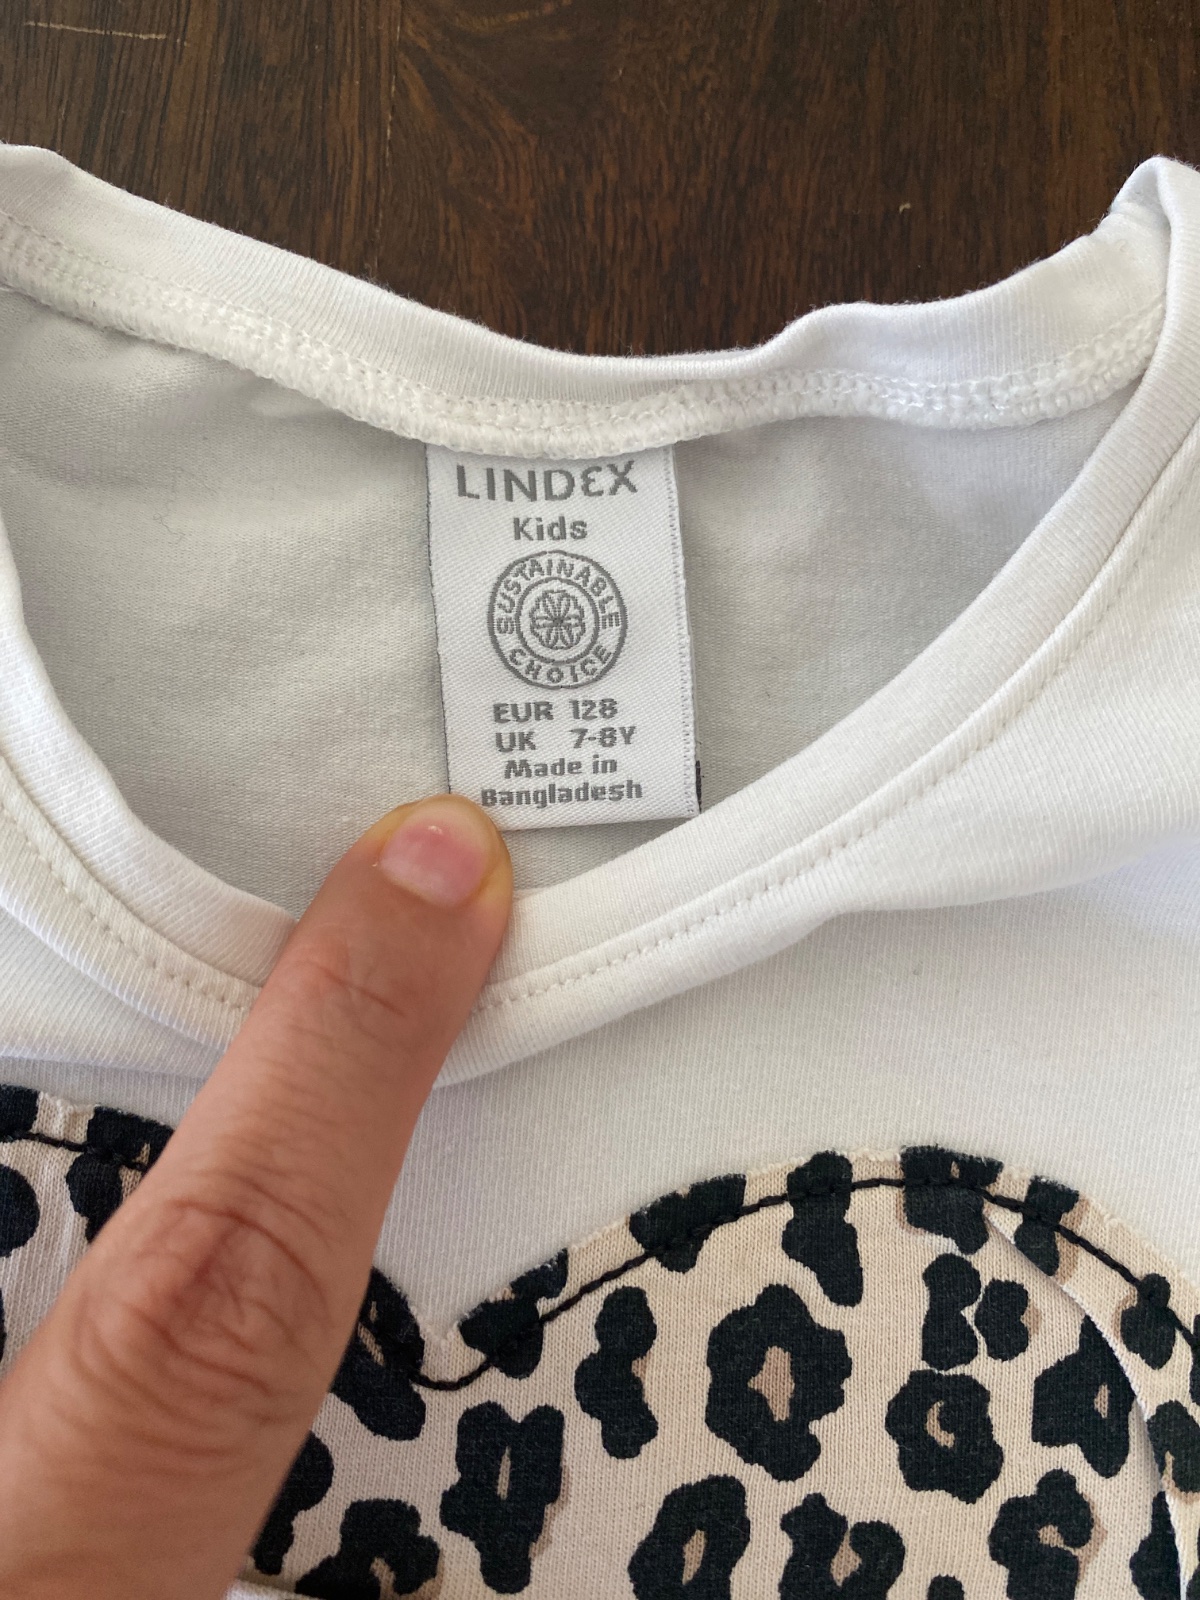 LINDEX
Kids
SUSTAINABLE
CHOICE
EUR 128
UK 7-8Y
Made in
Bangladesh